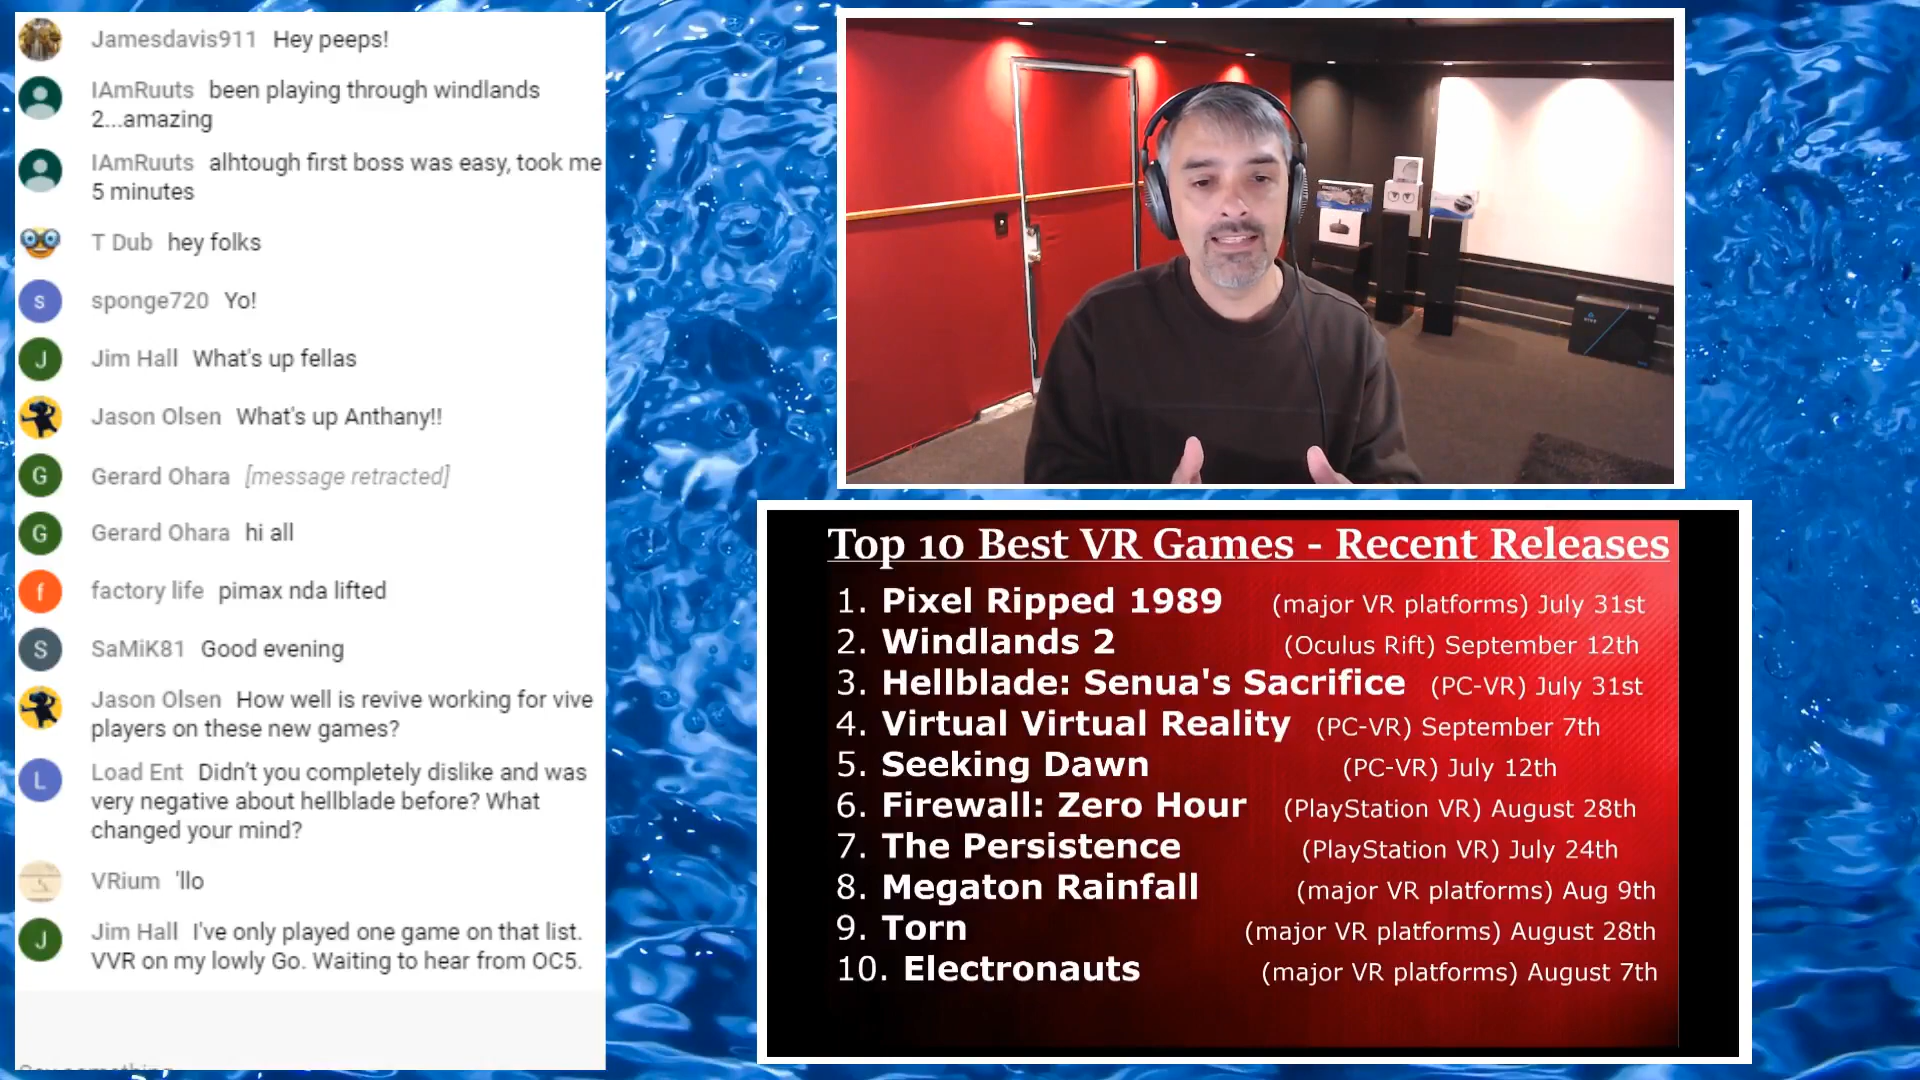 Jamesdavis911 Hey peeps!
IAmRuuts been playing through windlands
2...amazing
IAmRuuts alhtough first boss was easy, took me
5 minutes
T Dub hey folks
s sponge720 Yo!
J Jim Hall What's up fellas
Jason Olsen What's up Anthany!!
G Gerard Ohara [message retracted]
G Gerard Ohara hi all
f factory life pimax nda lifted
S SaMiK81 Good evening
Jason Olsen How well is revive working for vive
players on these new games?
L Load Ent Didn't you completely dislike and was
very negative about hellblade before? What
changed your mind?
VRium 'llo
J Jim Hall I've only played one game on that list.
VVR on my lowly Go. Waiting to hear from OC5.
Top 10 Best VR Games - Recent Releases
1. Pixel Ripped 1989 (major VR platforms) July 31st
2. Windlands 2 (Oculus Rift) September 12th
3. Hellblade: Senua's Sacrifice (PC-VR) July 31st
4. Virtual Virtual Reality (PC-VR) September 7th
5. Seeking Dawn (PC-VR) July 12th
6. Firewall: Zero Hour (PlayStation VR) August 28th
7. The Persistence (PlayStation VR) July 24th
8. Megaton Rainfall (major VR platforms) Aug 9th
9. Torn (major VR platforms) August 28th
10. Electronauts (major VR platforms) August 7th